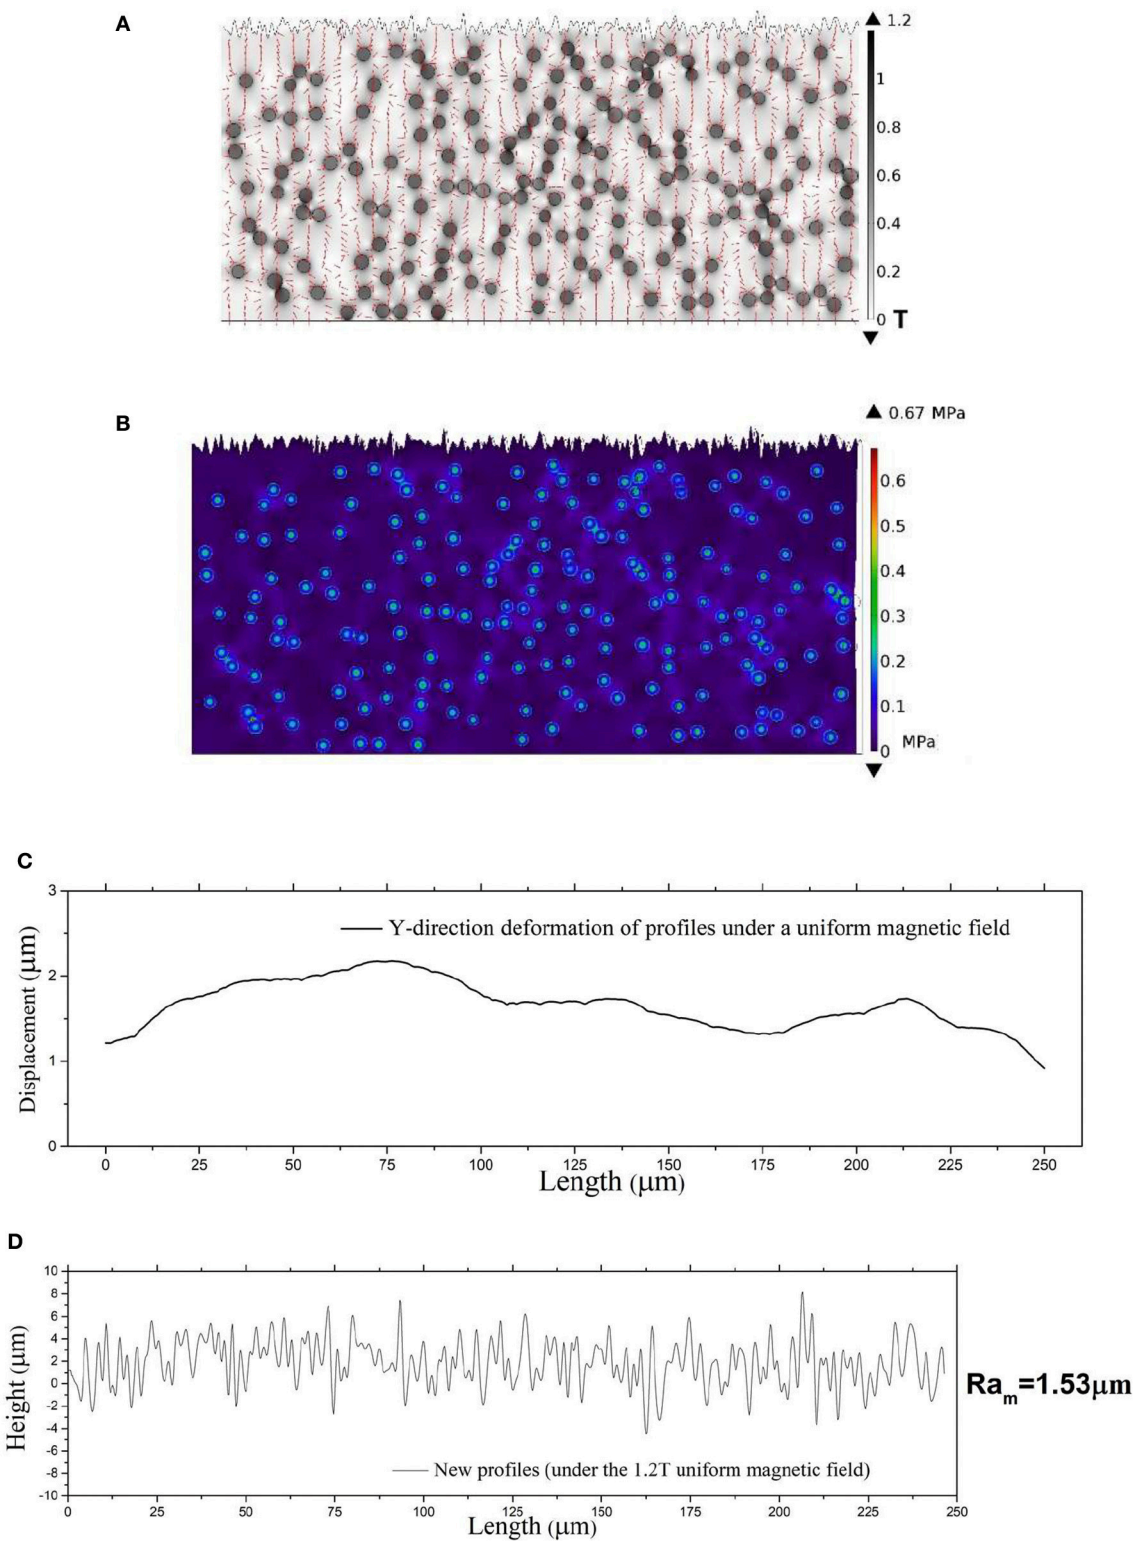 A
1.2
1
0.8
0.6
0.4
0.2
0 T
B
0.67 MPa
0.6
0.5
0.4
0.3
0.2
0.1
0 MPa
C
3
2
1
0
Displacement (μm)
Y-direction deformation of profiles under a uniform magnetic field
0 25 50 75 100 125 150 175 200 225 250
Length (μm)
D
10
8
6
4
2
0
-2
-4
-6
-8
-10
Height (μm)
Ram=1.53μm
New profiles (under the 1.2T uniform magnetic field)
0 25 50 75 100 125 150 175 200 225 250
Length (μm)